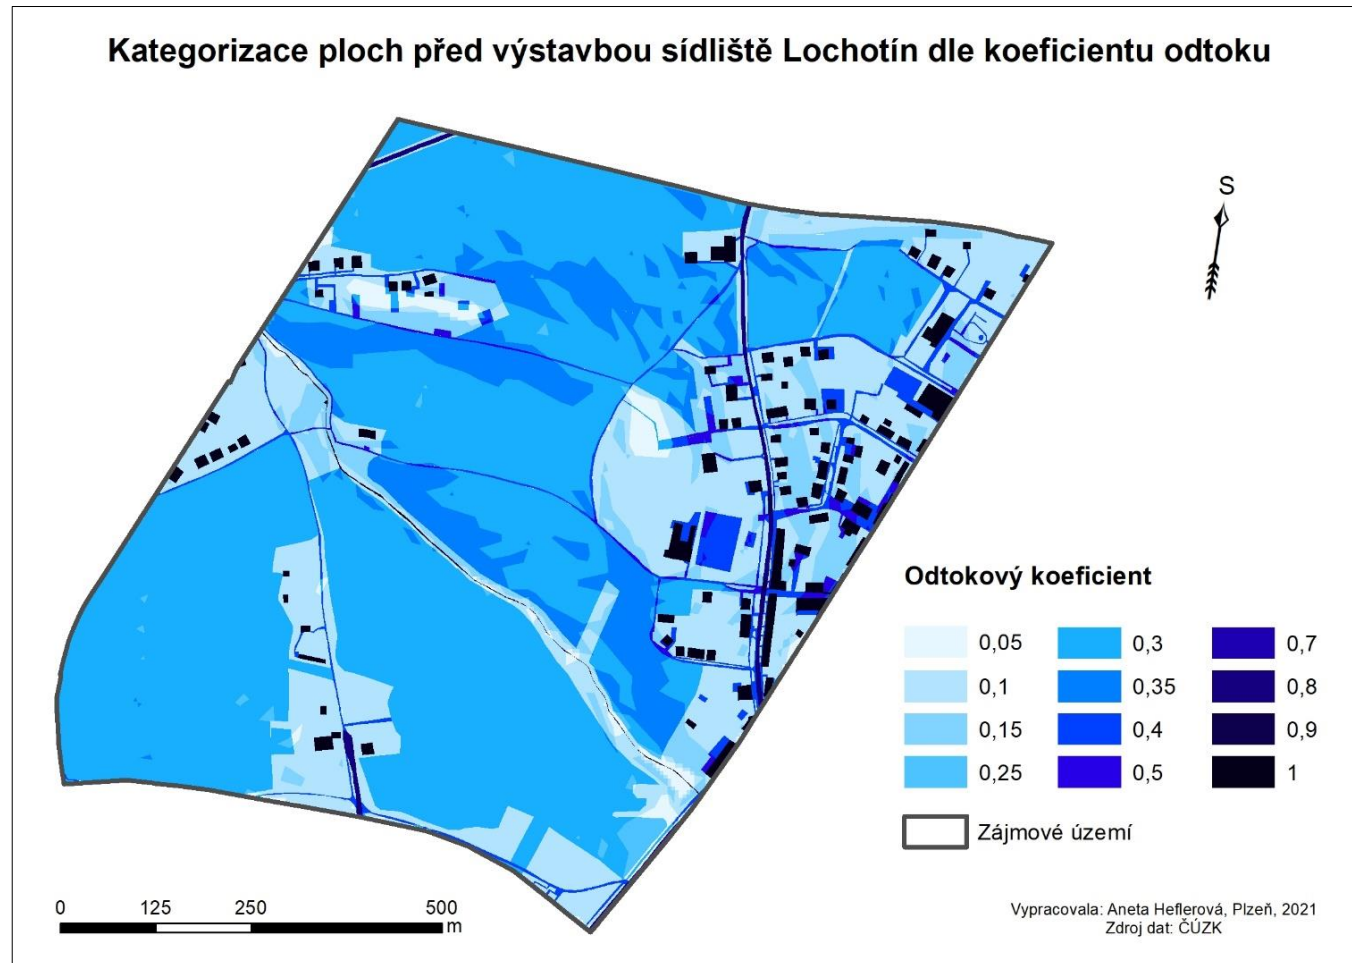 Kategorizace ploch před výstavbou sídliště Lochotín dle koeficientu odtoku
S
Odtokový koeficient
0,05 0,3 0,7
0,1 0,35 0,8
0,15 0,4 0,9
0,25 0,5 1
Zájmové území
0 125 250 500
m
Vypracovala: Aneta Heflerová, Plzeň, 2021
Zdroj dat: ČÚZK